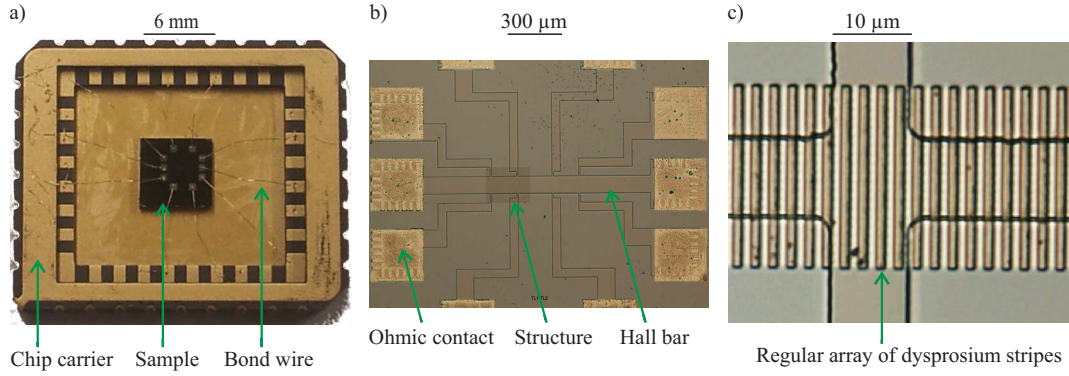 a)
6 mm
b)
300 µm
c)
10 µm
Chip carrier
Sample
Bond wire
Ohmic contact
Structure
Hall bar
Regular array of dysprosium stripes